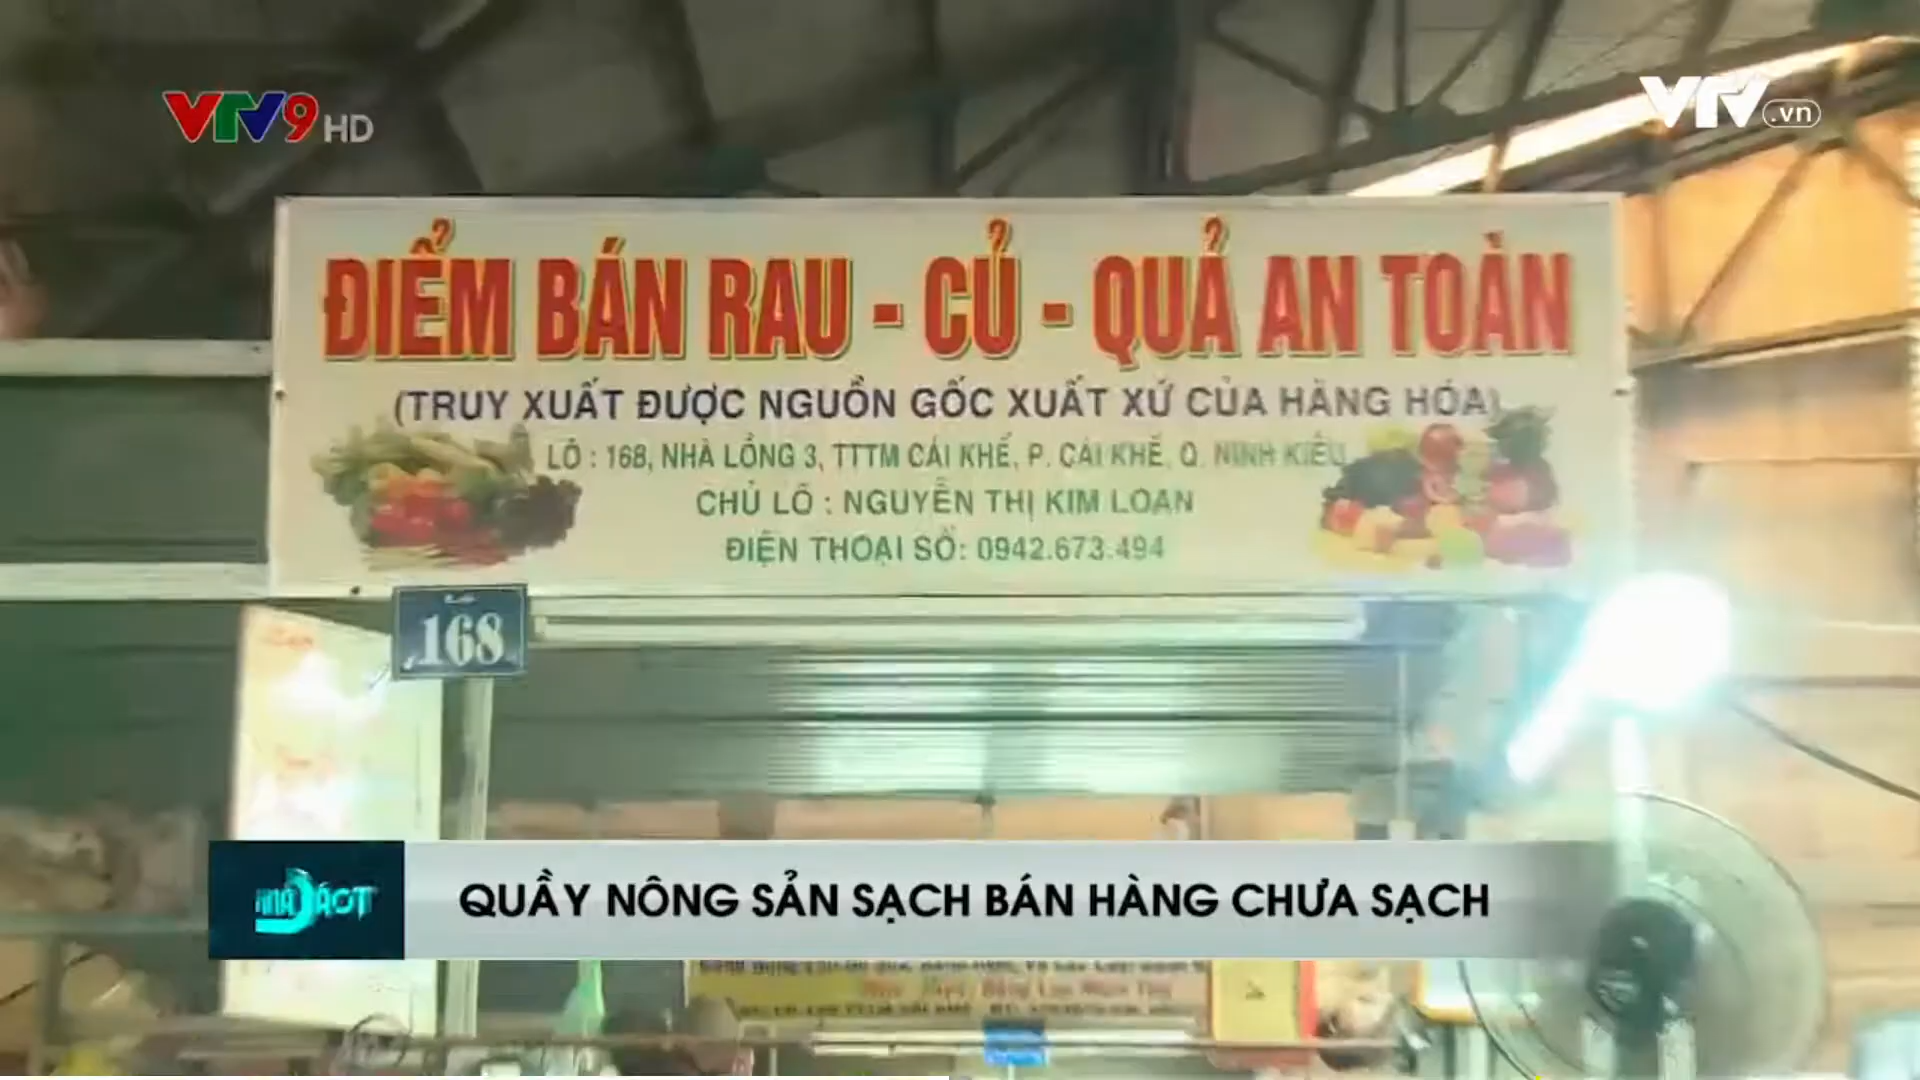 VTV9 HD
VTV.vn
ĐIỂM BÁN RAU - CỦ - QUẢ AN TOÀN
(TRUY XUẤT ĐƯỢC NGUỒN GỐC XUẤT XỨ CỦA HÀNG HÓA)
LÔ : 168, NHÀ LỒNG 3, TTTM CÁI KHẾ, P. CÁI KHẾ, Q. NINH KIỀU
CHỦ LÔ : NGUYỄN THỊ KIM LOAN
ĐIỆN THOẠI SỐ: 0942.673.494
168
QUẦY NÔNG SẢN SẠCH BÁN HÀNG CHƯA SẠCH